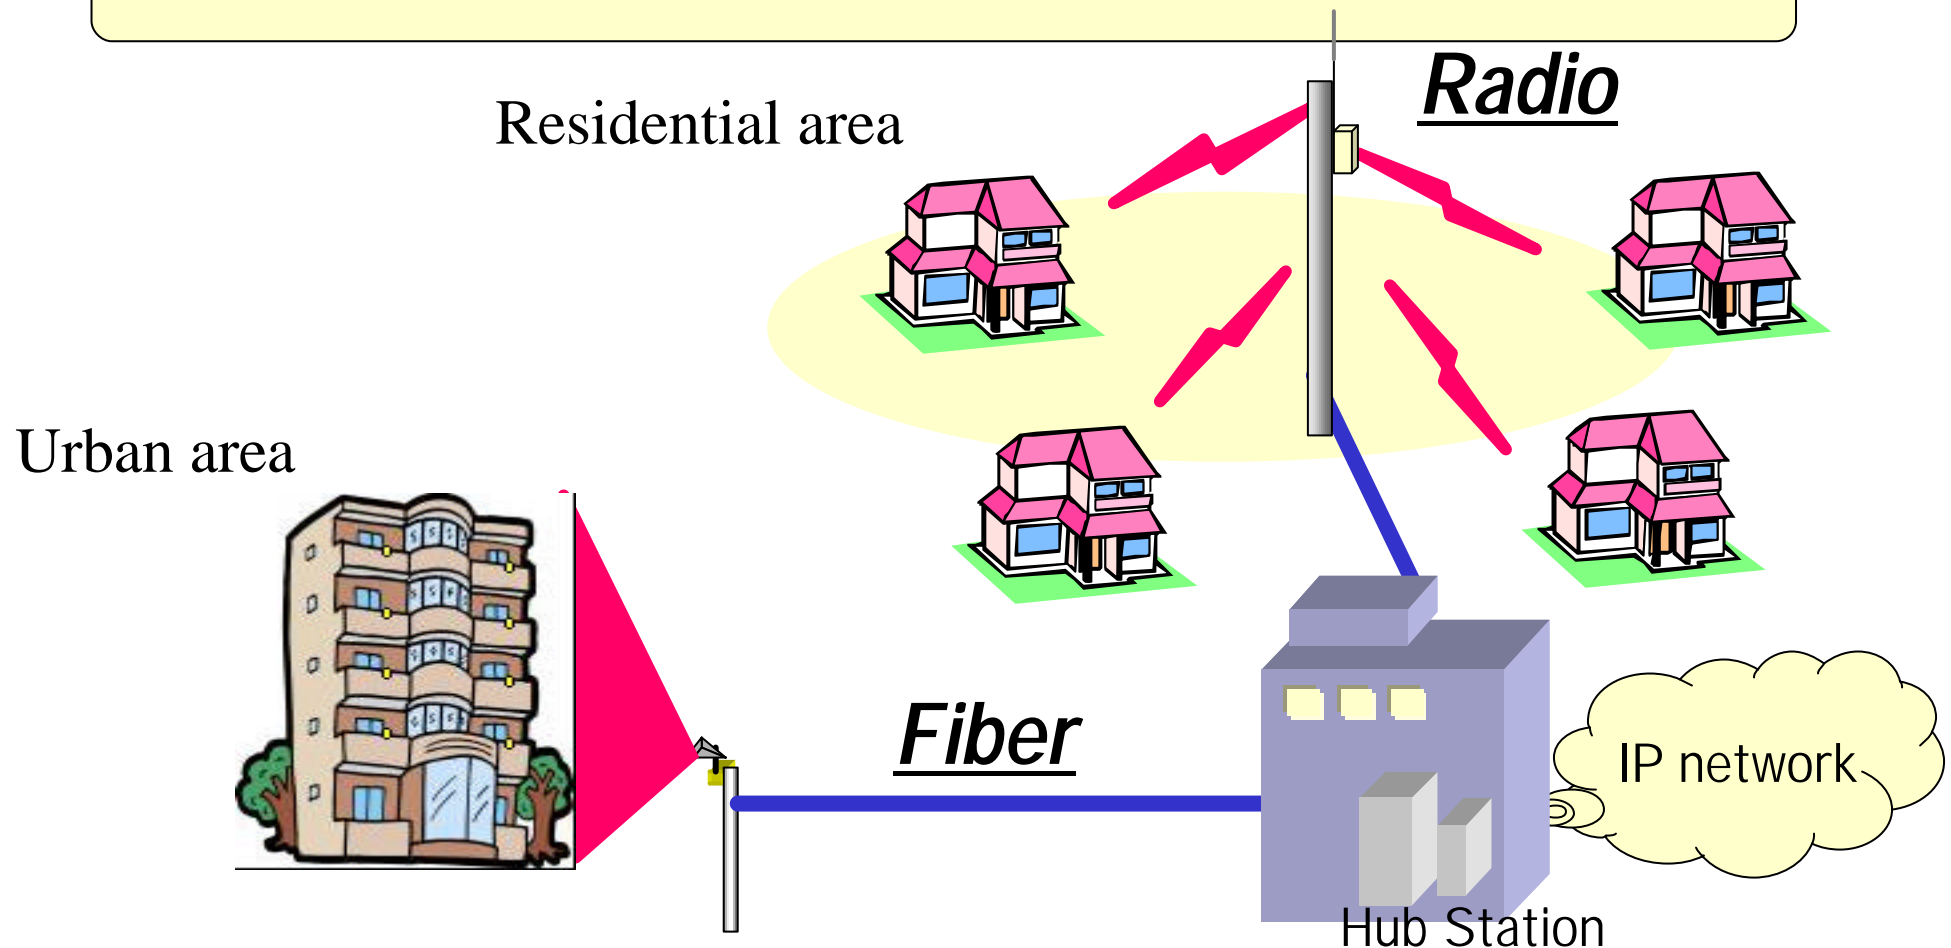 Radio
Residential area
Urban area
Fiber
IP network
Hub Station